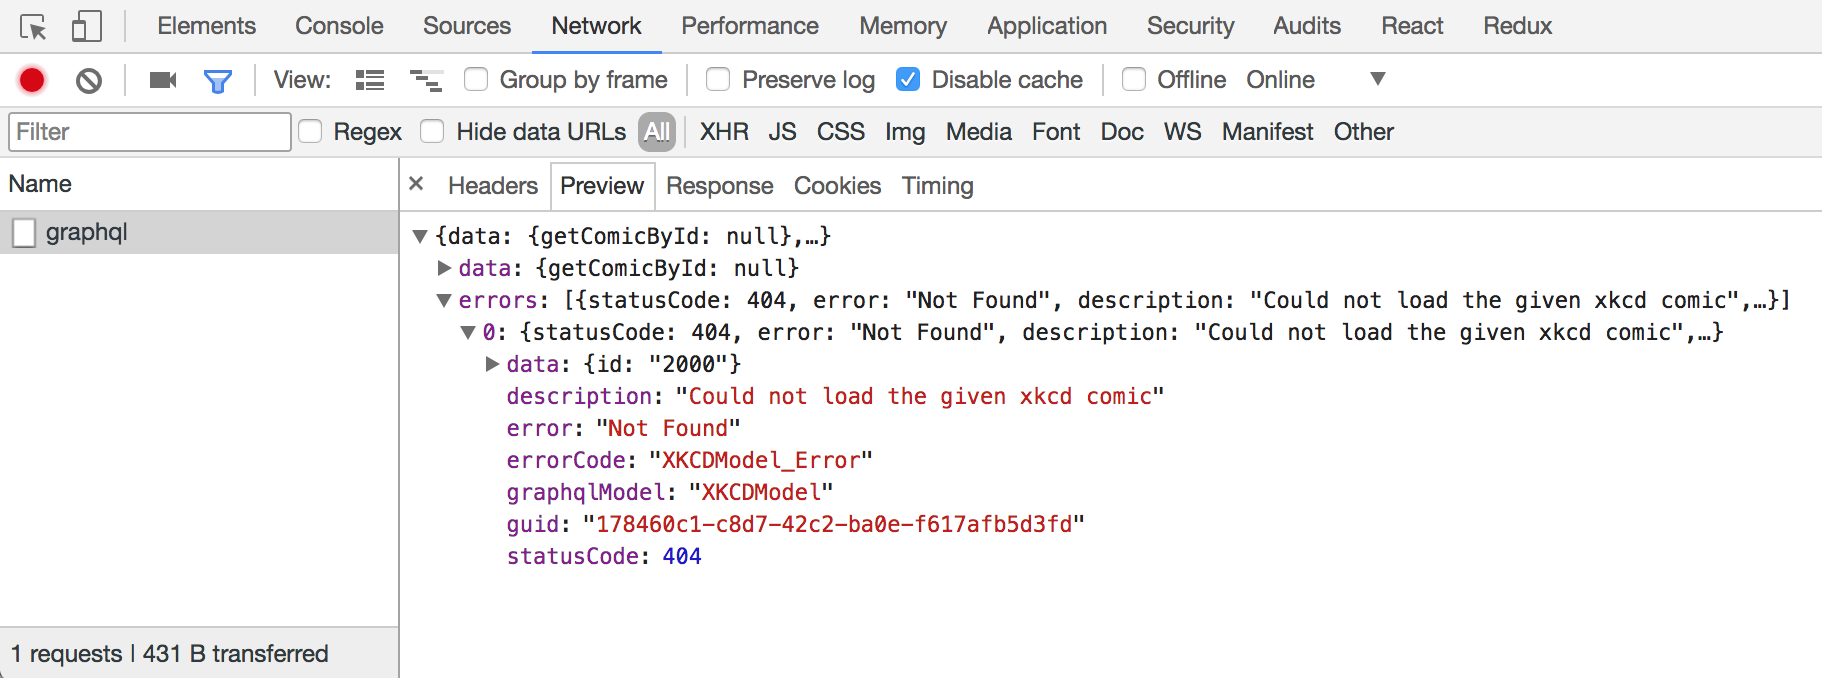 Elements Console Sources Network Performance Memory Application Security Audits React Redux
View: Group by frame Preserve log Disable cache Offline Online
Filter Regex Hide data URLs All XHR JS CSS Img Media Font Doc WS Manifest Other
Name
× Headers Preview Response Cookies Timing
graphql
{data: {getComicById: null},…}
data: {getComicById: null}
errors: [{statusCode: 404, error: "Not Found", description: "Could not load the given xkcd comic",…}]
0: {statusCode: 404, error: "Not Found", description: "Could not load the given xkcd comic",…}
data: {id: "2000"}
description: "Could not load the given xkcd comic"
error: "Not Found"
errorCode: "XKCDModel_Error"
graphqlModel: "XKCDModel"
guid: "178460c1-c8d7-42c2-ba0e-f617afb5d3fd"
statusCode: 404
1 requests | 431 B transferred